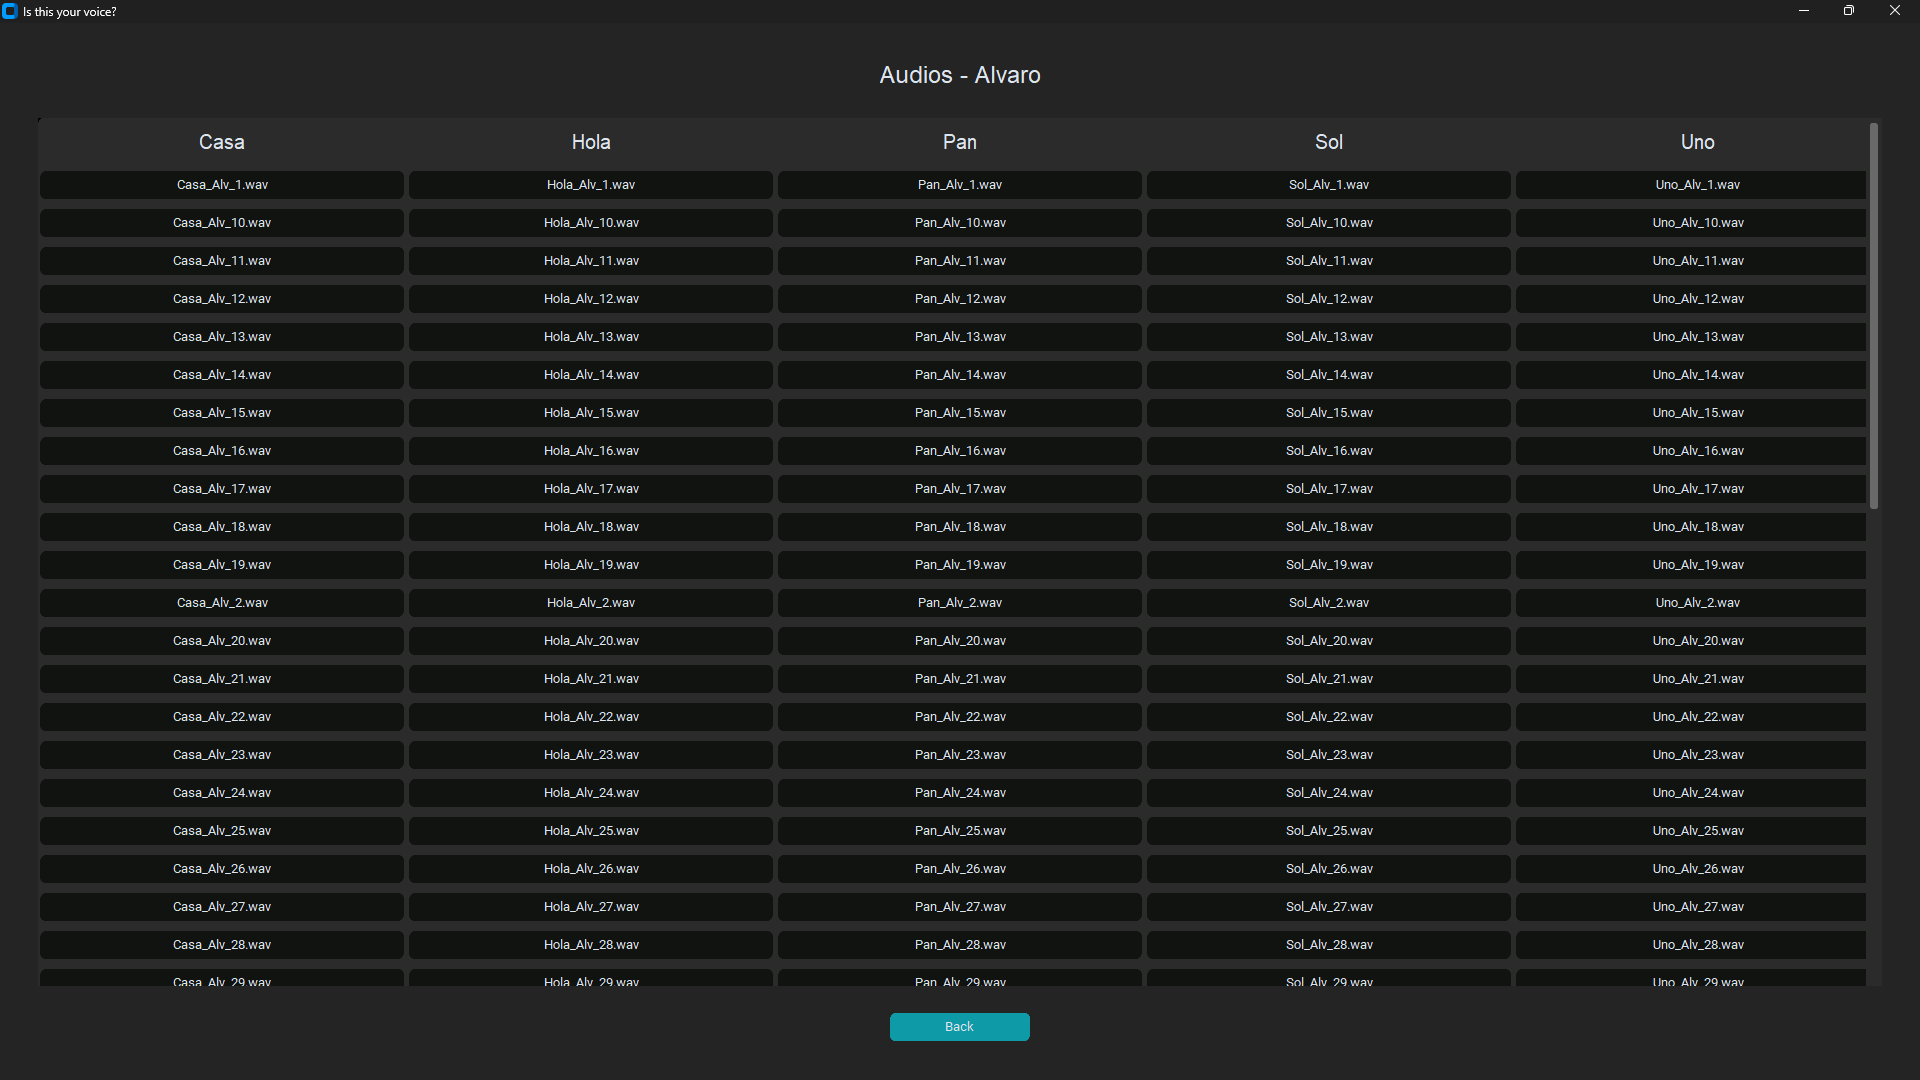 Is this your voice?
Audios - Alvaro
Casa Hola Pan Sol Uno
Casa_Alv_1.wav Hola_Alv_1.wav Pan_Alv_1.wav Sol_Alv_1.wav Uno_Alv_1.wav
Casa_Alv_10.wav Hola_Alv_10.wav Pan_Alv_10.wav Sol_Alv_10.wav Uno_Alv_10.wav
Casa_Alv_11.wav Hola_Alv_11.wav Pan_Alv_11.wav Sol_Alv_11.wav Uno_Alv_11.wav
Casa_Alv_12.wav Hola_Alv_12.wav Pan_Alv_12.wav Sol_Alv_12.wav Uno_Alv_12.wav
Casa_Alv_13.wav Hola_Alv_13.wav Pan_Alv_13.wav Sol_Alv_13.wav Uno_Alv_13.wav
Casa_Alv_14.wav Hola_Alv_14.wav Pan_Alv_14.wav Sol_Alv_14.wav Uno_Alv_14.wav
Casa_Alv_15.wav Hola_Alv_15.wav Pan_Alv_15.wav Sol_Alv_15.wav Uno_Alv_15.wav
Casa_Alv_16.wav Hola_Alv_16.wav Pan_Alv_16.wav Sol_Alv_16.wav Uno_Alv_16.wav
Casa_Alv_17.wav Hola_Alv_17.wav Pan_Alv_17.wav Sol_Alv_17.wav Uno_Alv_17.wav
Casa_Alv_18.wav Hola_Alv_18.wav Pan_Alv_18.wav Sol_Alv_18.wav Uno_Alv_18.wav
Casa_Alv_19.wav Hola_Alv_19.wav Pan_Alv_19.wav Sol_Alv_19.wav Uno_Alv_19.wav
Casa_Alv_2.wav Hola_Alv_2.wav Pan_Alv_2.wav Sol_Alv_2.wav Uno_Alv_2.wav
Casa_Alv_20.wav Hola_Alv_20.wav Pan_Alv_20.wav Sol_Alv_20.wav Uno_Alv_20.wav
Casa_Alv_21.wav Hola_Alv_21.wav Pan_Alv_21.wav Sol_Alv_21.wav Uno_Alv_21.wav
Casa_Alv_22.wav Hola_Alv_22.wav Pan_Alv_22.wav Sol_Alv_22.wav Uno_Alv_22.wav
Casa_Alv_23.wav Hola_Alv_23.wav Pan_Alv_23.wav Sol_Alv_23.wav Uno_Alv_23.wav
Casa_Alv_24.wav Hola_Alv_24.wav Pan_Alv_24.wav Sol_Alv_24.wav Uno_Alv_24.wav
Casa_Alv_25.wav Hola_Alv_25.wav Pan_Alv_25.wav Sol_Alv_25.wav Uno_Alv_25.wav
Casa_Alv_26.wav Hola_Alv_26.wav Pan_Alv_26.wav Sol_Alv_26.wav Uno_Alv_26.wav
Casa_Alv_27.wav Hola_Alv_27.wav Pan_Alv_27.wav Sol_Alv_27.wav Uno_Alv_27.wav
Casa_Alv_28.wav Hola_Alv_28.wav Pan_Alv_28.wav Sol_Alv_28.wav Uno_Alv_28.wav
Casa_Alv_29.wav Hola_Alv_29.wav Pan_Alv_29.wav Sol_Alv_29.wav Uno_Alv_29.wav
Back